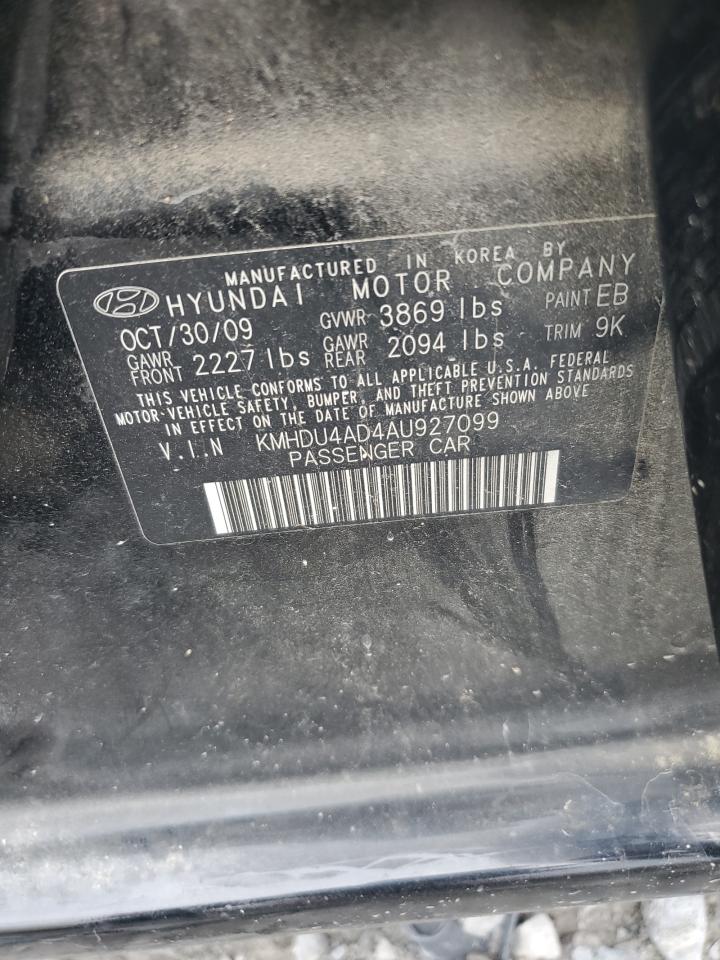 MANUFACTURED IN KOREA BY
HYUNDAI MOTOR COMPANY
OCT/30/09 GVWR 3869 lbs PAINT EB
GAWR FRONT 2227 lbs GAWR REAR 2094 lbs TRIM 9K
THIS VEHICLE CONFORMS TO ALL APPLICABLE U.S.A. FEDERAL
MOTOR-VEHICLE SAFETY, BUMPER, AND THEFT PREVENTION STANDARDS
IN EFFECT ON THE DATE OF MANUFACTURE SHOWN ABOVE
V.I.N KMHDU4AD4AU927099
PASSENGER CAR